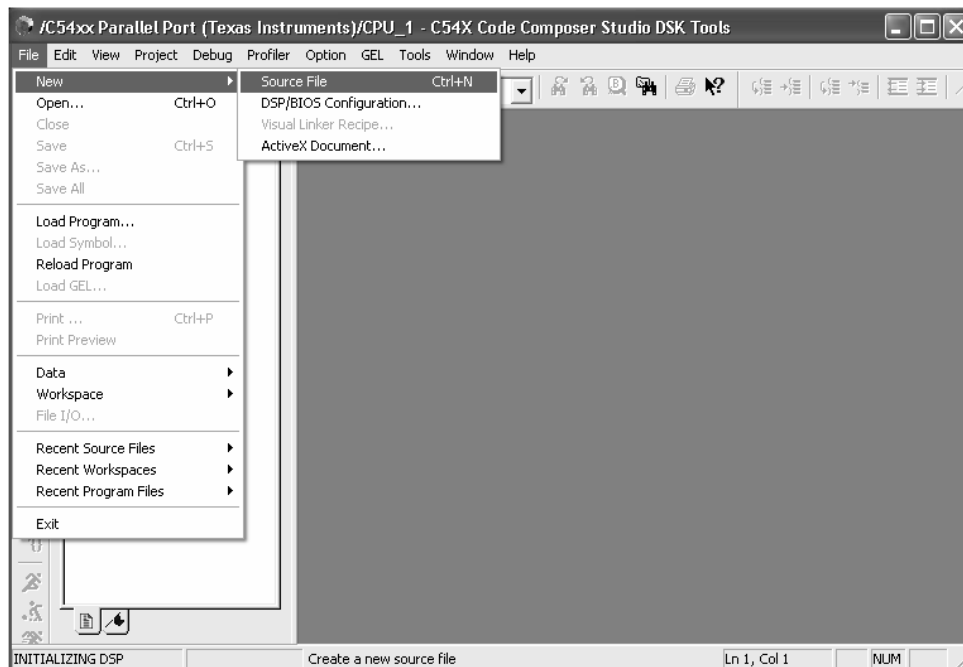 /C54xx Parallel Port (Texas Instruments)/CPU_1 - C54X Code Composer Studio DSK Tools
File Edit View Project Debug Profiler Option GEL Tools Window Help
New
Source File Ctrl+N
Open... Ctrl+O
DSP/BIOS Configuration...
Close
Visual Linker Recipe...
Save Ctrl+S
ActiveX Document...
Save As...
Save All
Load Program...
Load Symbol...
Reload Program
Load GEL...
Print ... Ctrl+P
Print Preview
Data
Workspace
File I/O...
Recent Source Files
Recent Workspaces
Recent Program Files
Exit
INITIALIZING DSP Create a new source file Ln 1, Col 1 NUM